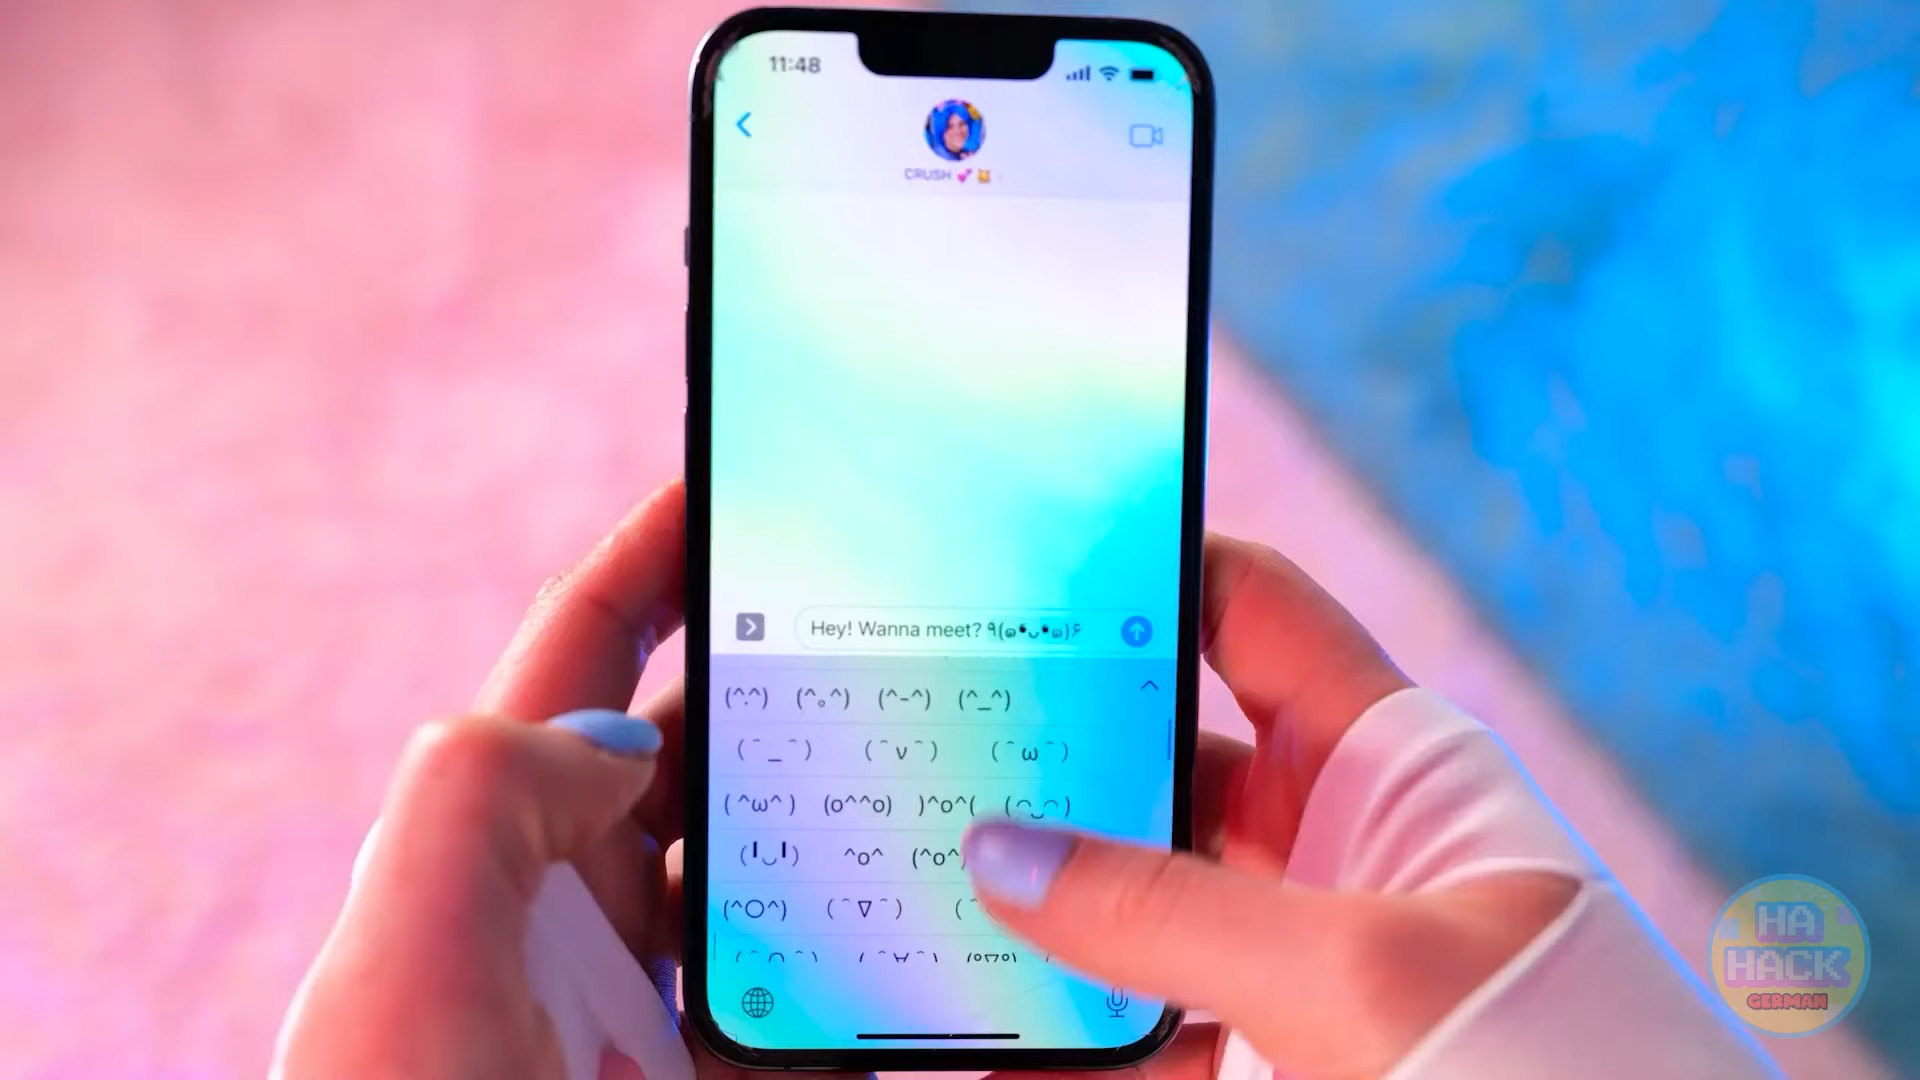 11:48
CRUSH 💕 🐱
Hey! Wanna meet? ٩(๑❛ᴗ❛๑)۶
(^.^) (^。^) (^-^) (^_^)
(＾_＾) (＾ν＾) (＾ω＾)
(^ω^) (o^^o) )^o^( (◠‿◠)
(╹◡╹) ^o^ (^o^)
(^O^) (＾∇＾)
HA
HACK
GERMAN